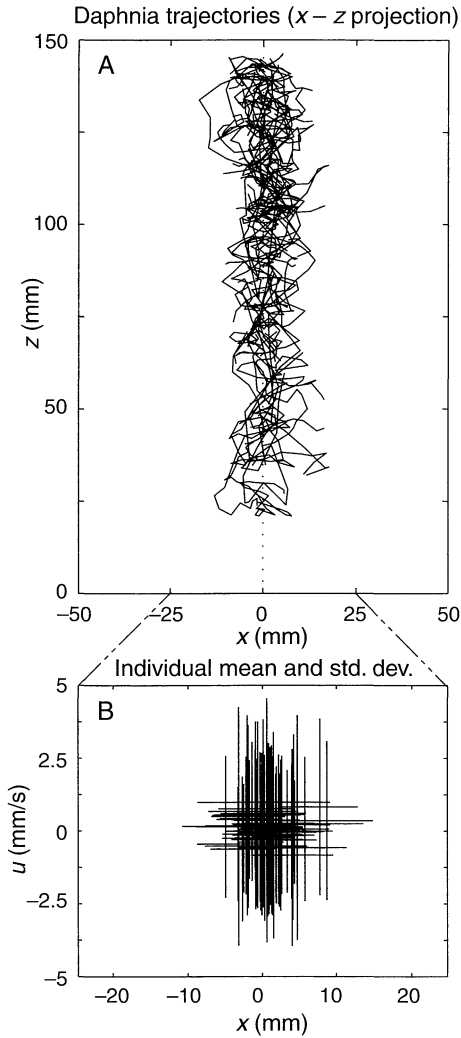 Daphnia trajectories (x – z projection)
150
A
100
z (mm)
50
0
–50 –25 0 25 50
x (mm)
Individual mean and std. dev.
5
B
2.5
u (mm/s)
0
–2.5
–5
–20 –10 0 10 20
x (mm)